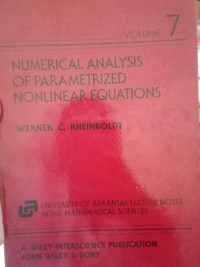 VOLUME 7
NUMERICAL ANALYSIS
OF PARAMETRIZED
NONLINEAR EQUATIONS
WERNER C. RHEINBOLDT
UNIVERSITY OF ARKANSAS LECTURE NOTES
IN THE MATHEMATICAL SCIENCES
A WILEY-INTERSCIENCE PUBLICATION
JOHN WILEY & SONS